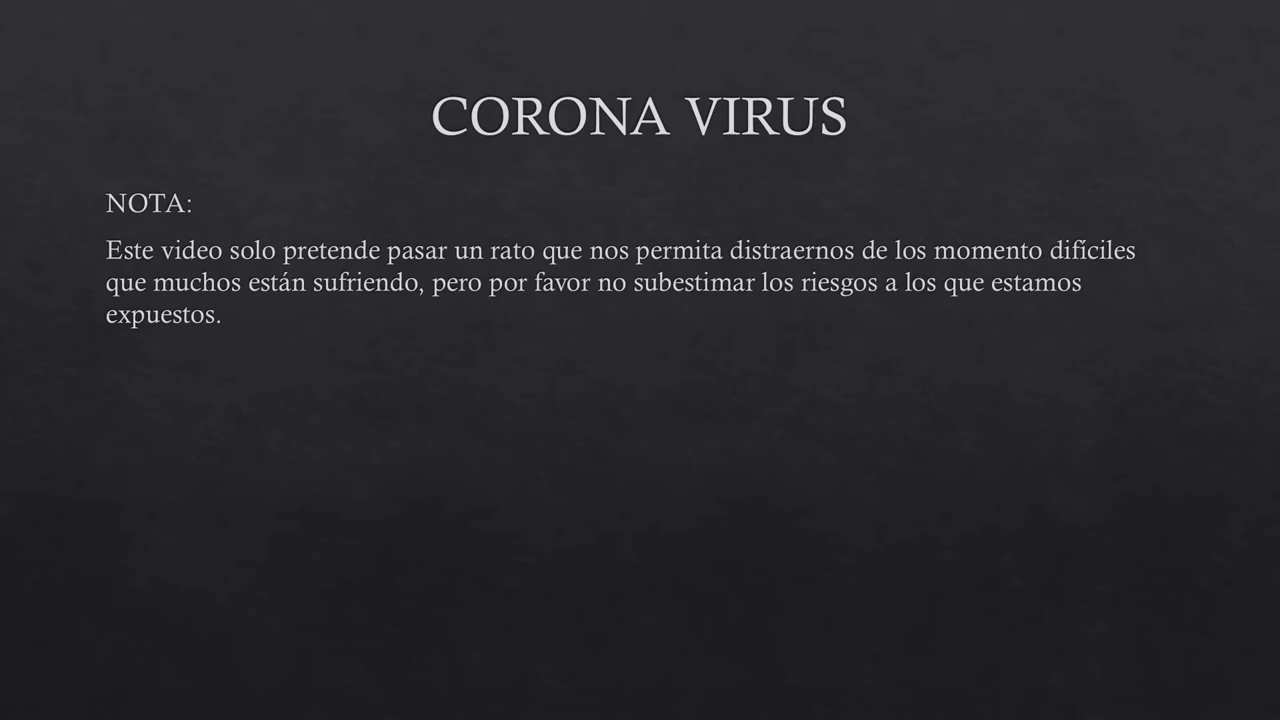 CORONA VIRUS
NOTA:
Este video solo pretende pasar un rato que nos permita distraernos de los momento difíciles
que muchos están sufriendo, pero por favor no subestimar los riesgos a los que estamos
expuestos.